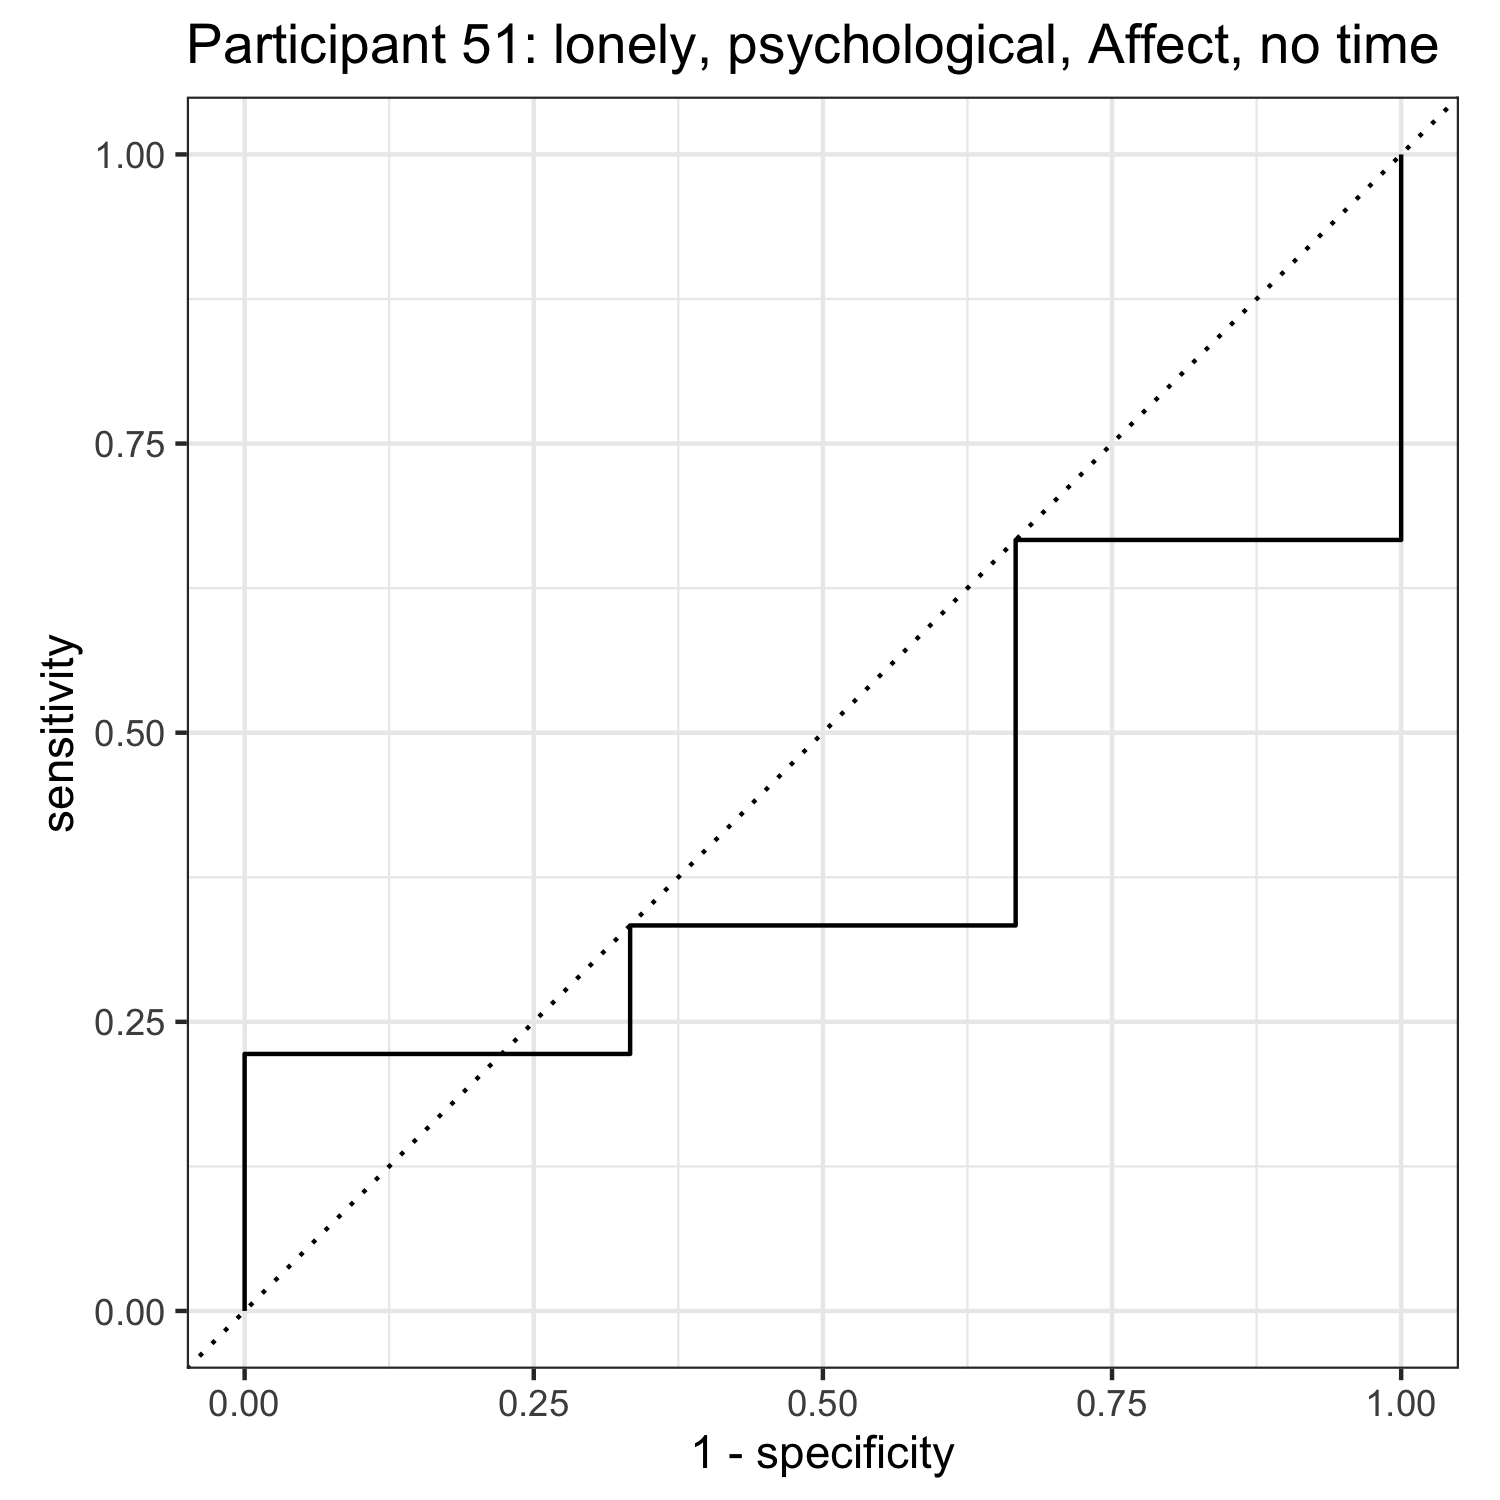 Participant 51: lonely, psychological, Affect, no time
1.00
0.75
0.50
0.25
0.00
sensitivity
0.00 0.25 0.50 0.75 1.00
1 - specificity